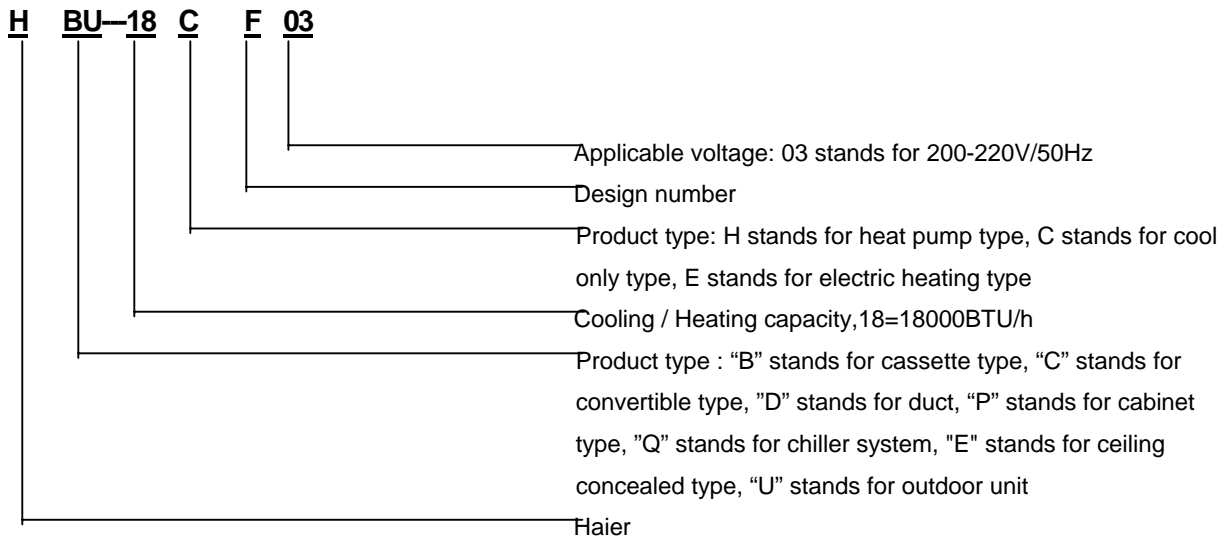 H BU---18 C F 03
Applicable voltage: 03 stands for 200-220V/50Hz
Design number
Product type: H stands for heat pump type, C stands for cool
only type, E stands for electric heating type
Cooling / Heating capacity,18=18000BTU/h
Product type : “B” stands for cassette type, “C” stands for
convertible type, ”D” stands for duct, “P” stands for cabinet
type, ”Q” stands for chiller system, "E" stands for ceiling
concealed type, “U” stands for outdoor unit
Haier